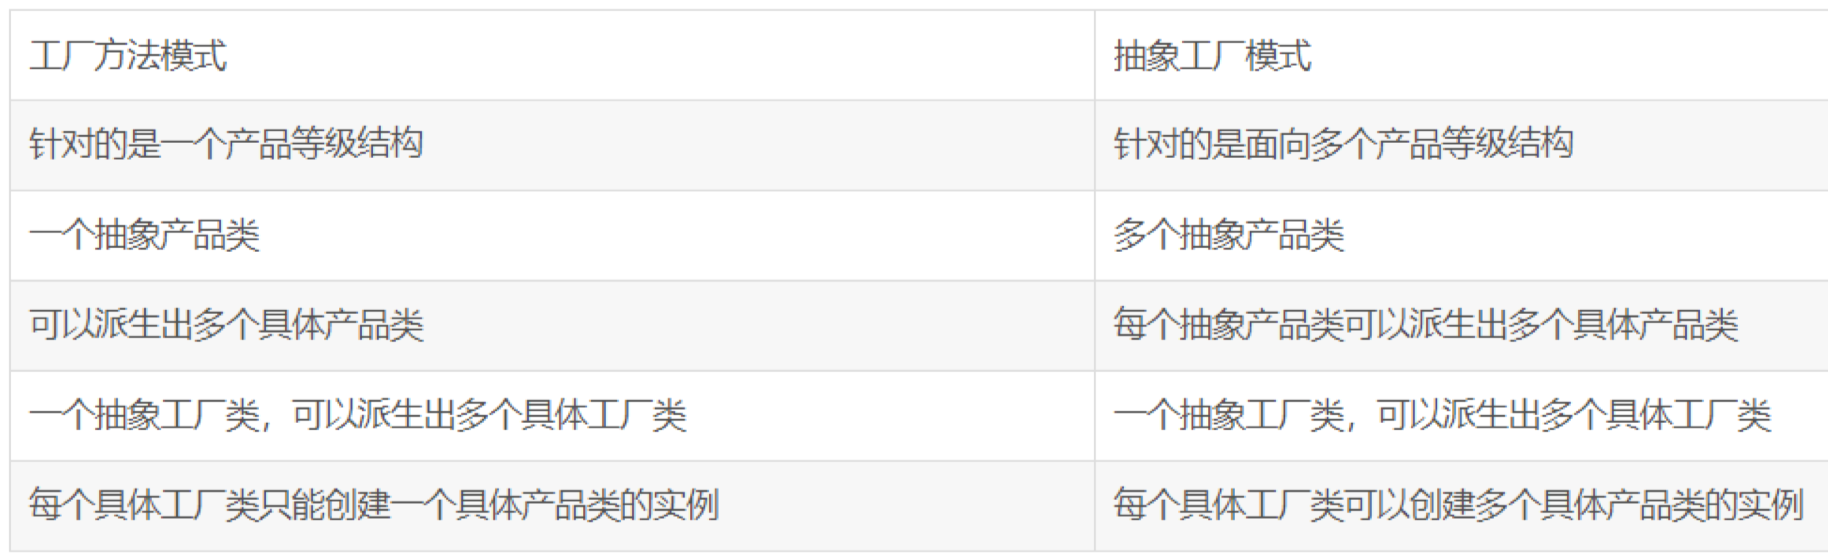 工厂方法模式
抽象工厂模式
针对的是一个产品等级结构
针对的是面向多个产品等级结构
一个抽象产品类
多个抽象产品类
可以派生出多个具体产品类
每个抽象产品类可以派生出多个具体产品类
一个抽象工厂类，可以派生出多个具体工厂类
一个抽象工厂类，可以派生出多个具体工厂类
每个具体工厂类只能创建一个具体产品类的实例
每个具体工厂类可以创建多个具体产品类的实例